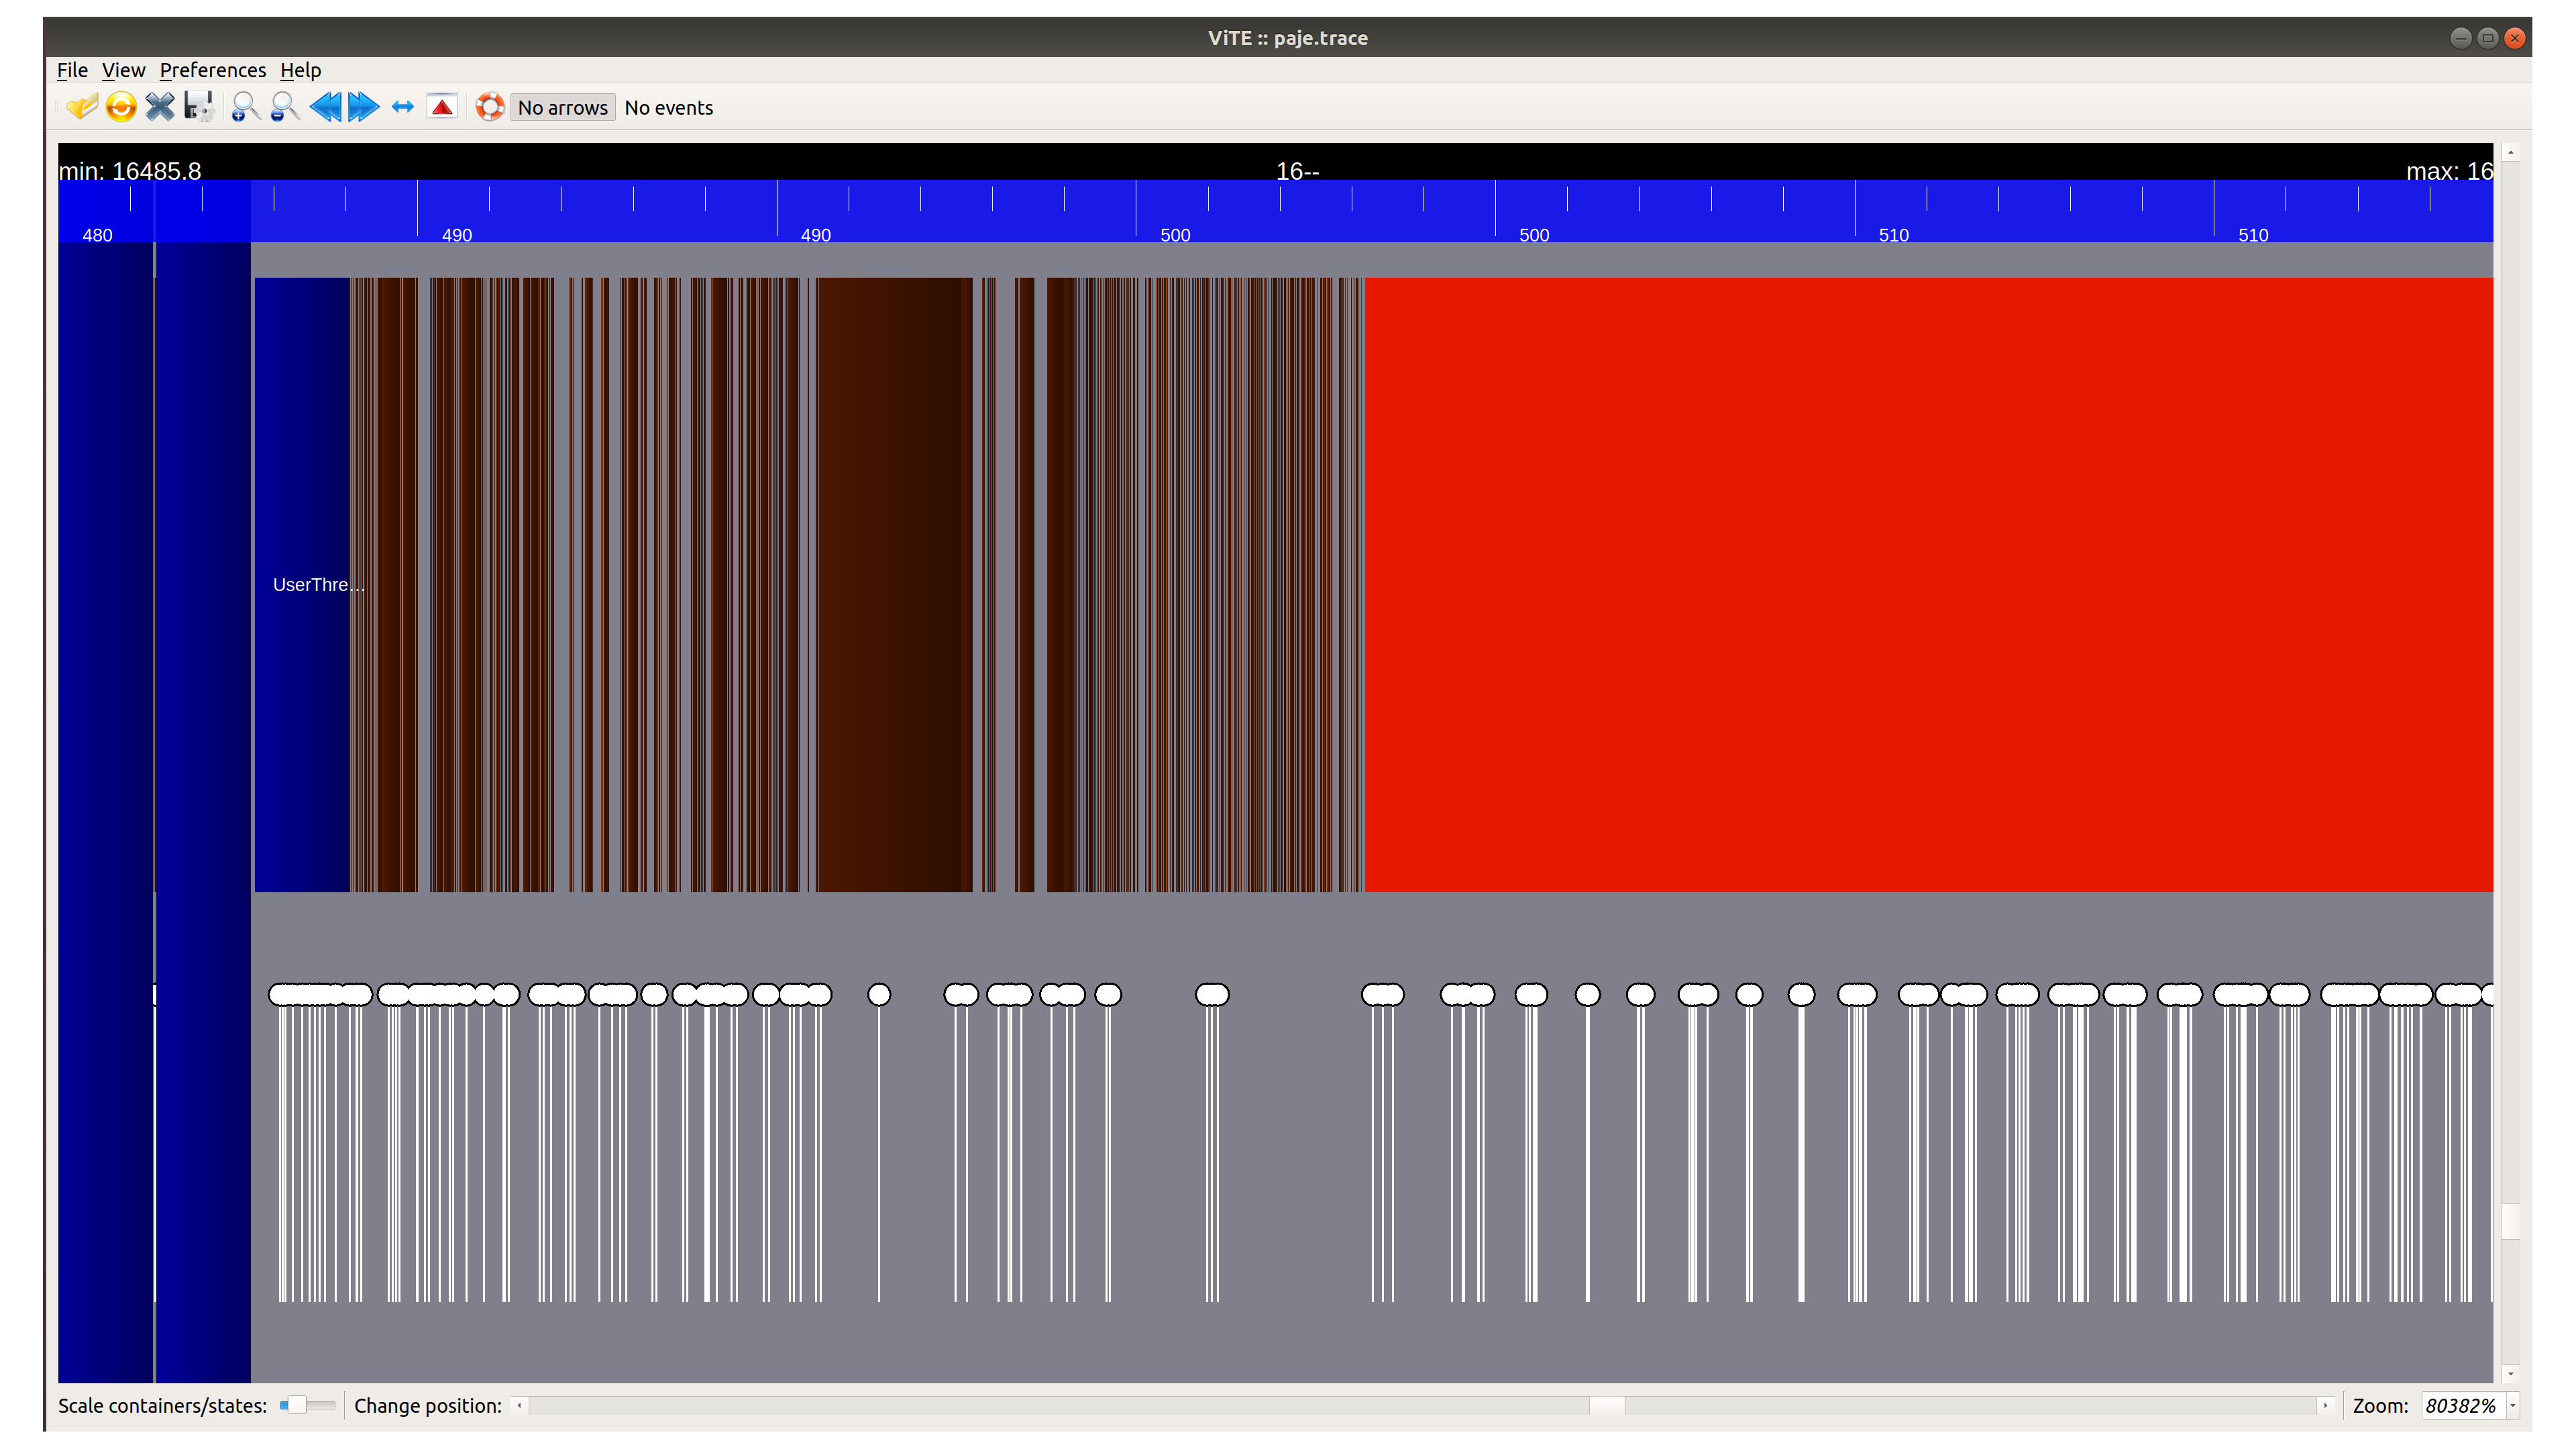 ViTE :: paje.trace
File View Preferences Help
No arrows No events
min: 16485.8 16-- max: 16
480 490 490 500 500 510 510
UserThre...
Scale containers/states: Change position: Zoom: 80382%